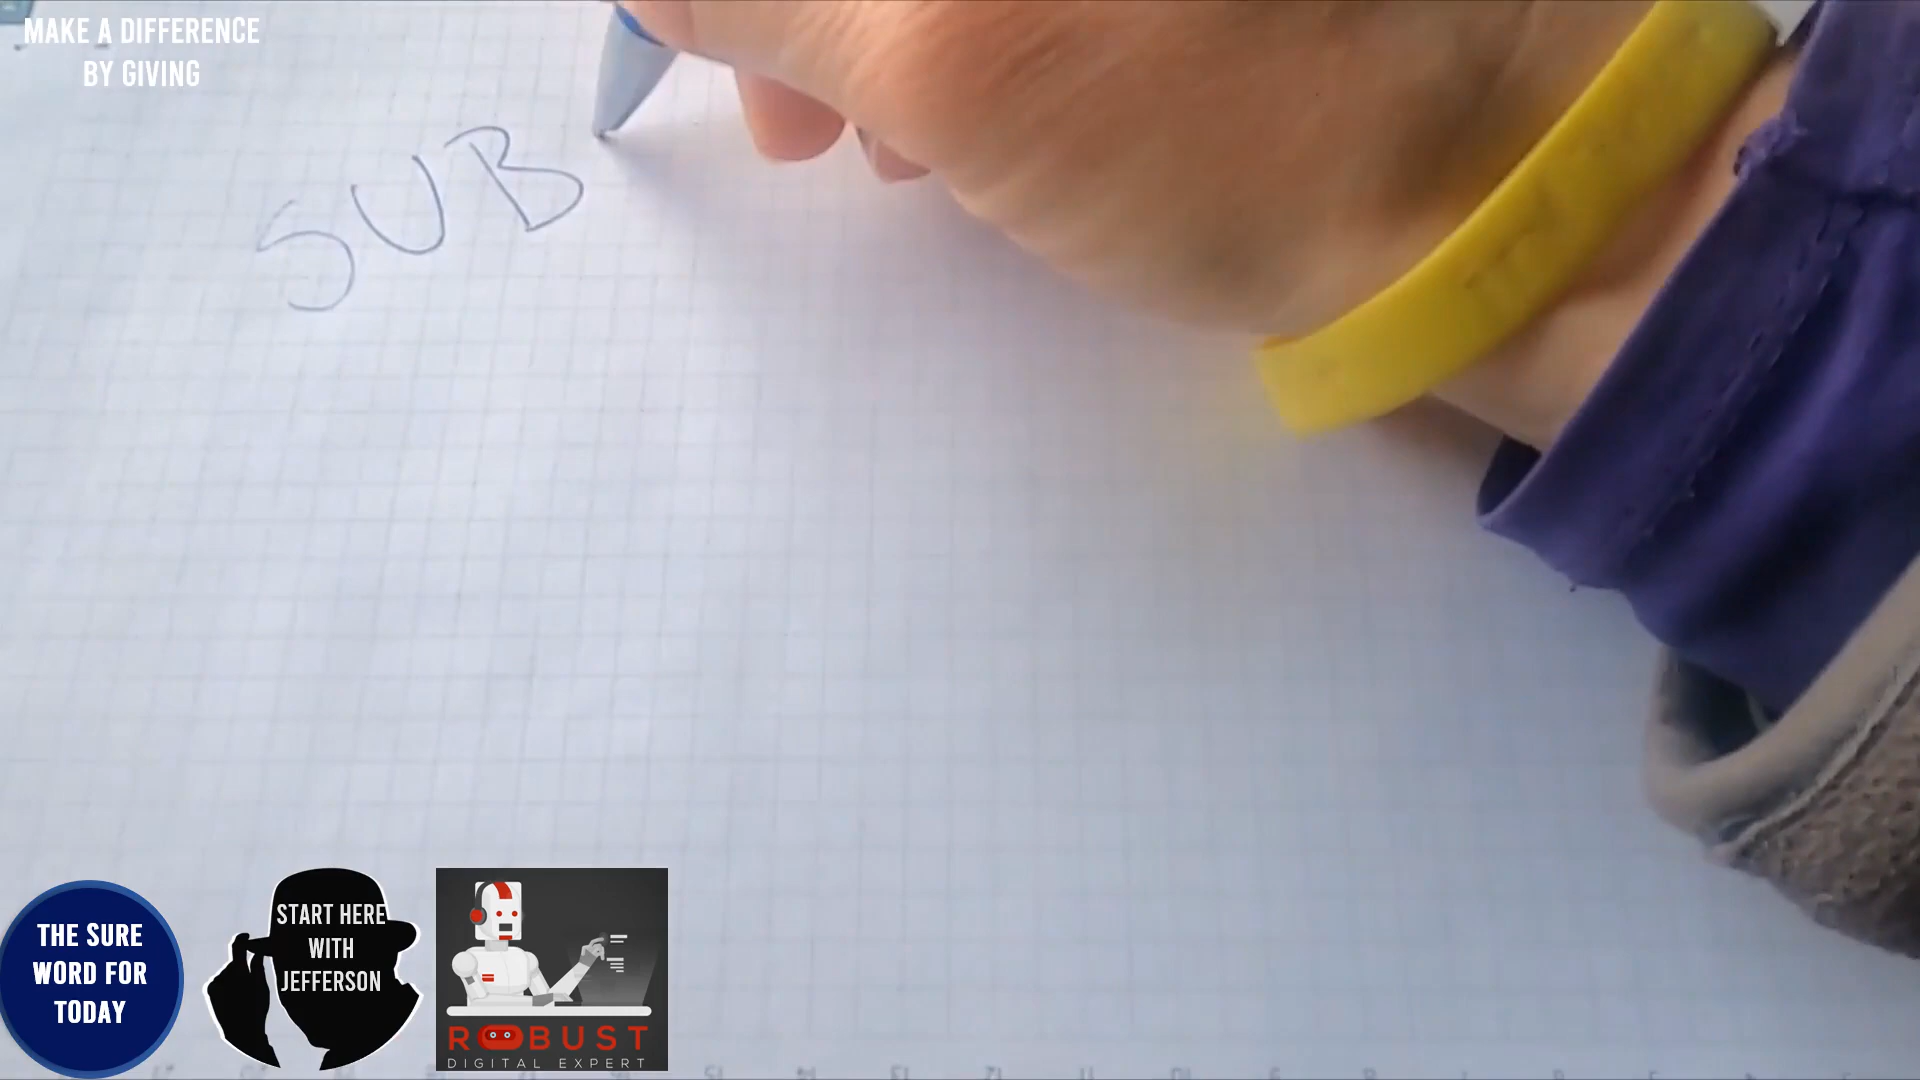 MAKE A DIFFERENCE
BY GIVING
SUB
THE SURE
WORD FOR
TODAY
START HERE
WITH
JEFFERSON
ROBUST
DIGITAL EXPERT